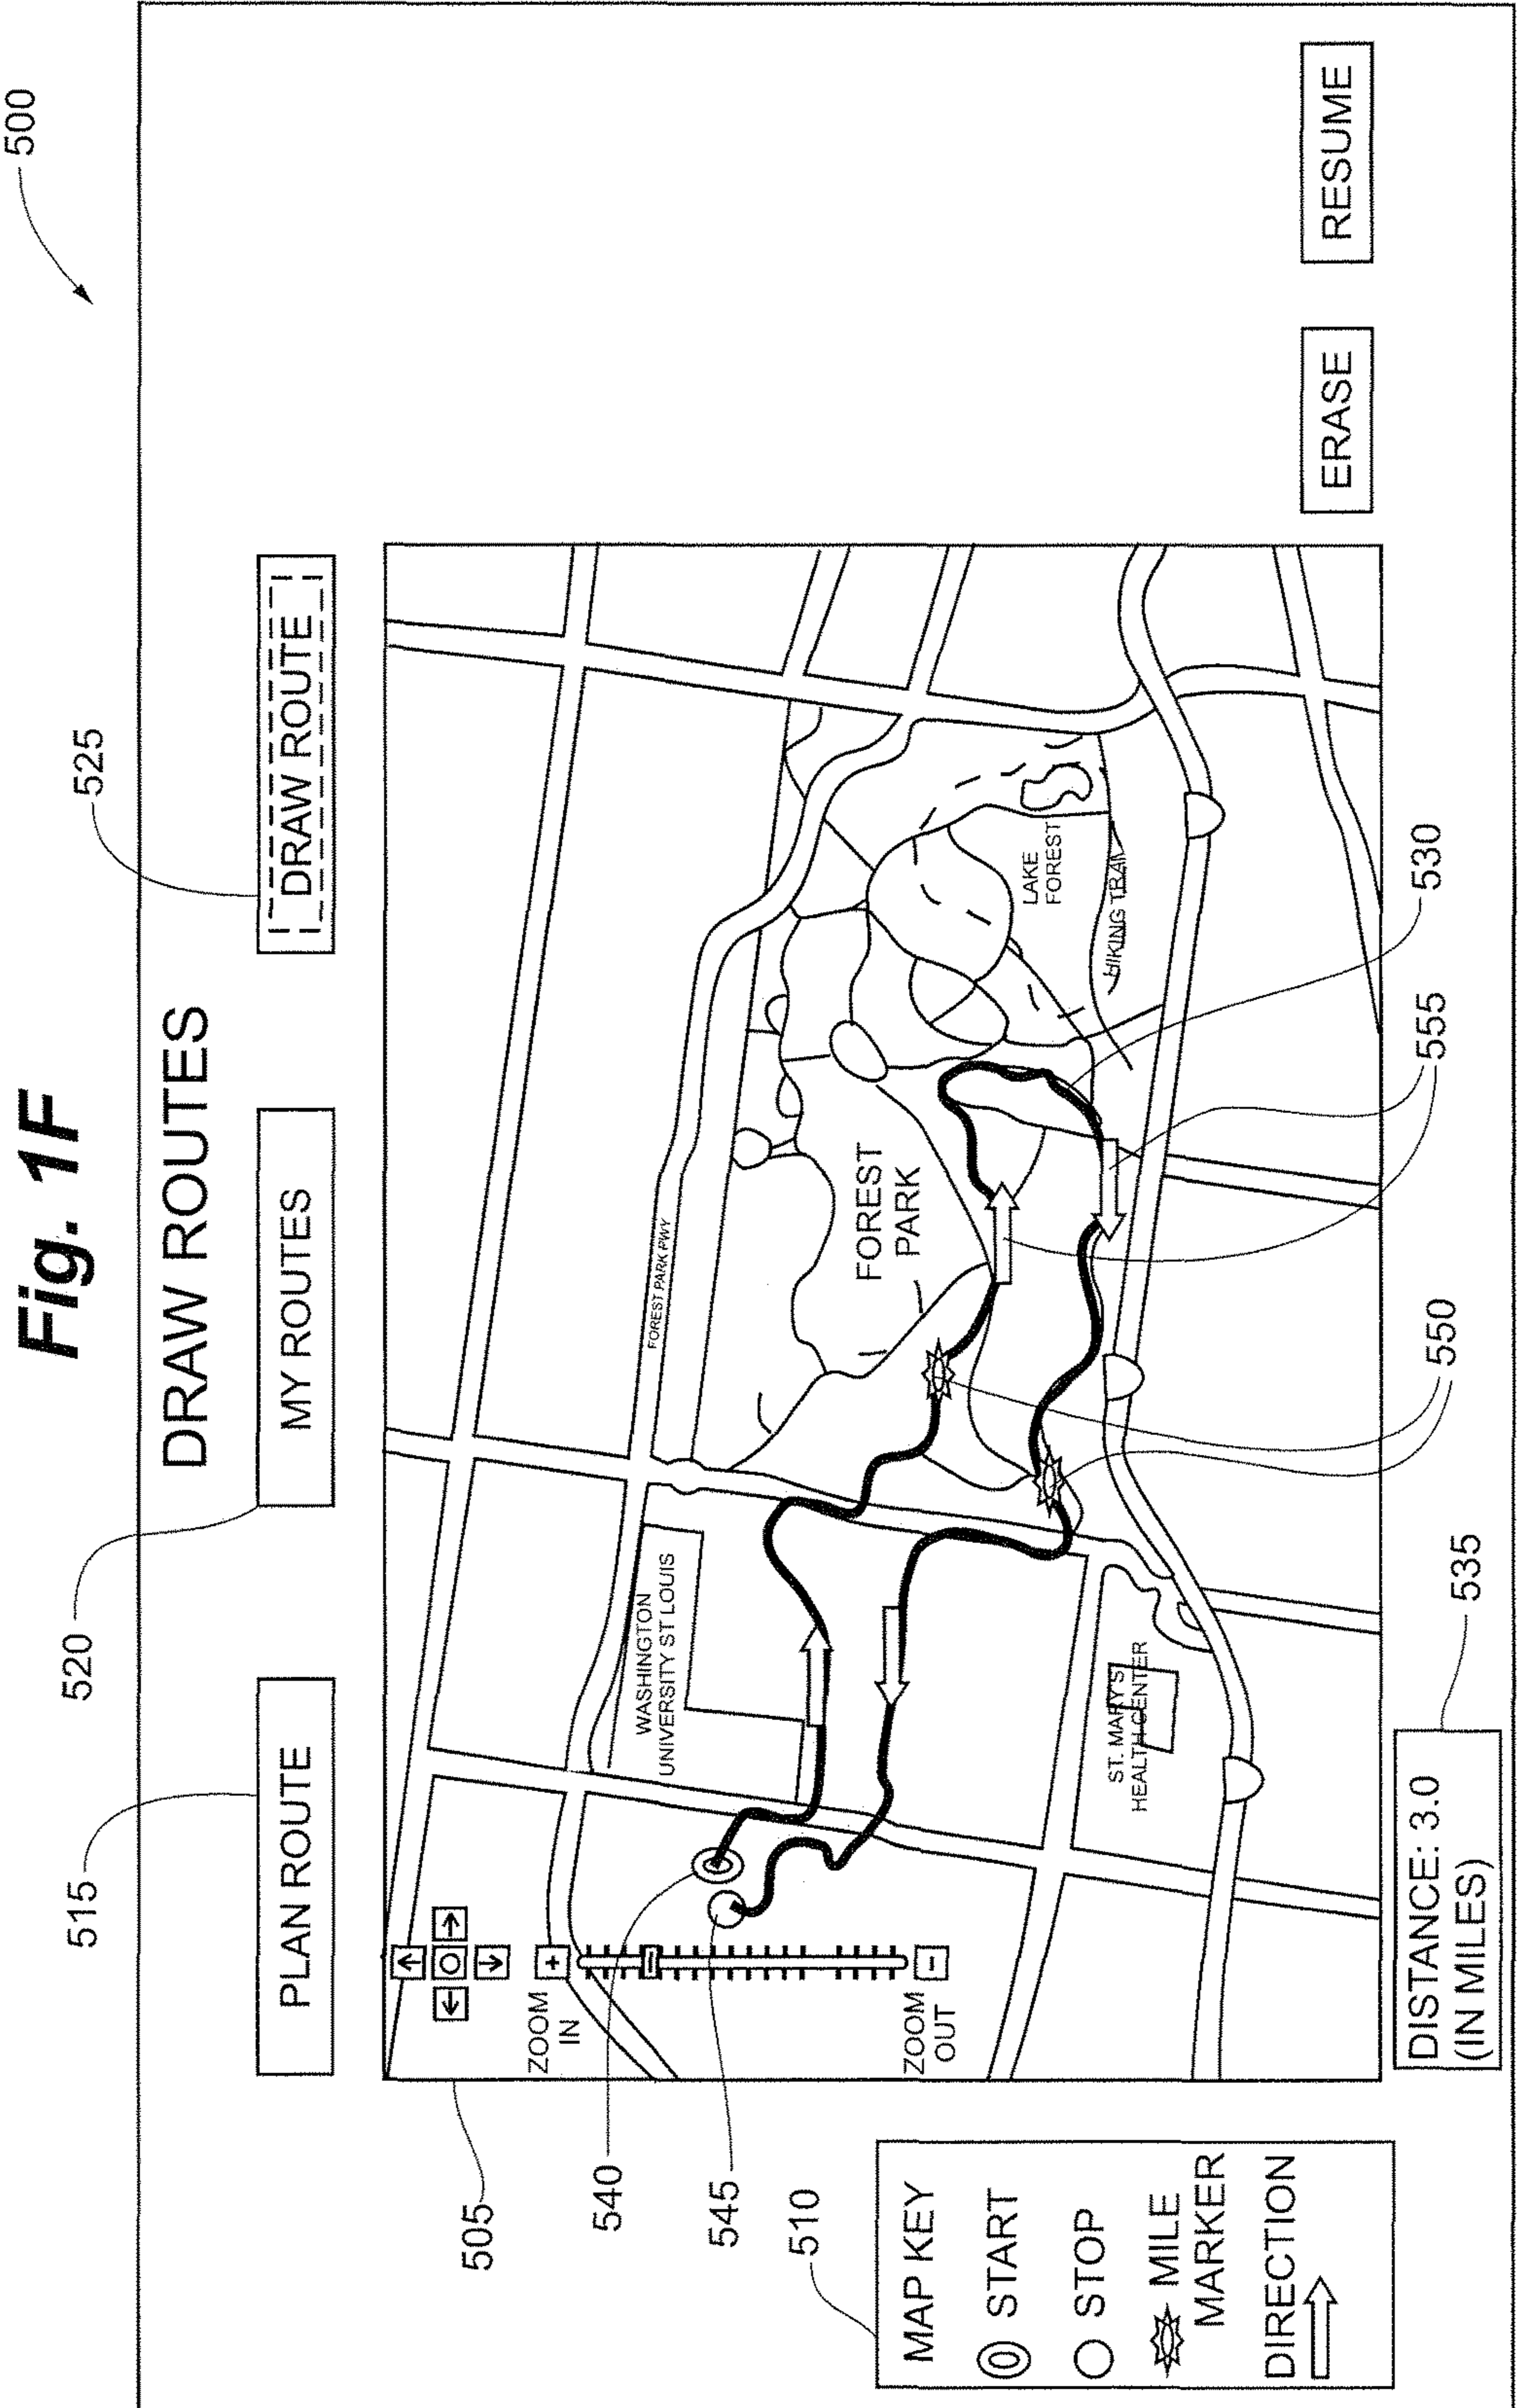 Fig. 1F
500
DRAW ROUTES
515
520
525
PLAN ROUTE
MY ROUTES
DRAW ROUTE
505
ZOOM
IN
ZOOM
OUT
540
545
510
MAP KEY
START
STOP
MILE
MARKER
DIRECTION
WASHINGTON
UNIVERSITY ST LOUIS
FOREST PARK PWY
FOREST
PARK
LAKE
FOREST
HIKING TRAIL
ST. MARY'S
HEALTH CENTER
DISTANCE: 3.0
(IN MILES)
535
550
555
530
ERASE
RESUME